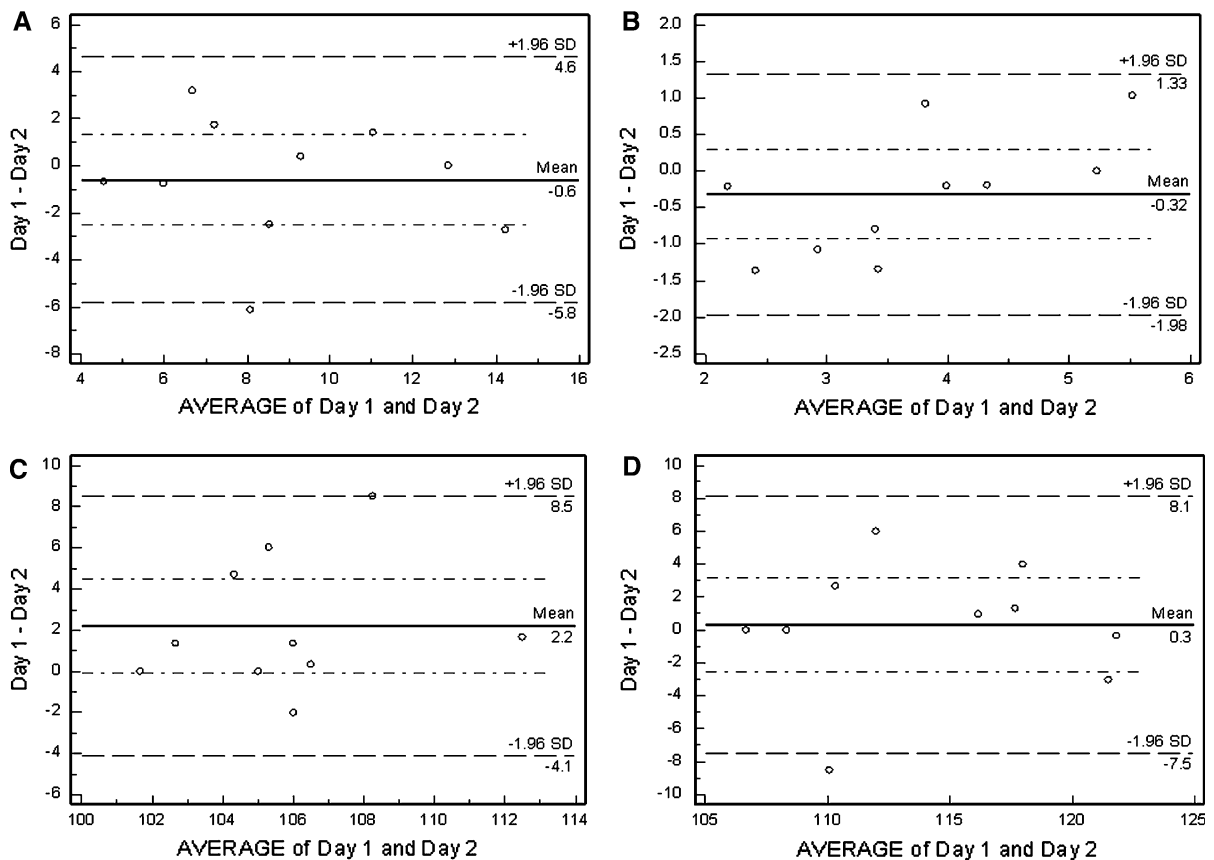 A
6
4
2
0
-2
-4
-6
-8
Day 1 - Day 2
+1.96 SD
4.6
Mean
-0.6
-1.96 SD
-5.8
4 6 8 10 12 14 16
AVERAGE of Day 1 and Day 2
B
2.0
1.5
1.0
0.5
0.0
-0.5
-1.0
-1.5
-2.0
-2.5
Day 1 - Day 2
+1.96 SD
1.33
Mean
-0.32
-1.96 SD
-1.98
2 3 4 5 6
AVERAGE of Day 1 and Day 2
C
10
8
6
4
2
0
-2
-4
-6
Day 1 - Day 2
+1.96 SD
8.5
Mean
2.2
-1.96 SD
-4.1
100 102 104 106 108 110 112 114
AVERAGE of Day 1 and Day 2
D
10
8
6
4
2
0
-2
-4
-6
-8
-10
Day 1 - Day 2
+1.96 SD
8.1
Mean
0.3
-1.96 SD
-7.5
105 110 115 120 125
AVERAGE of Day 1 and Day 2